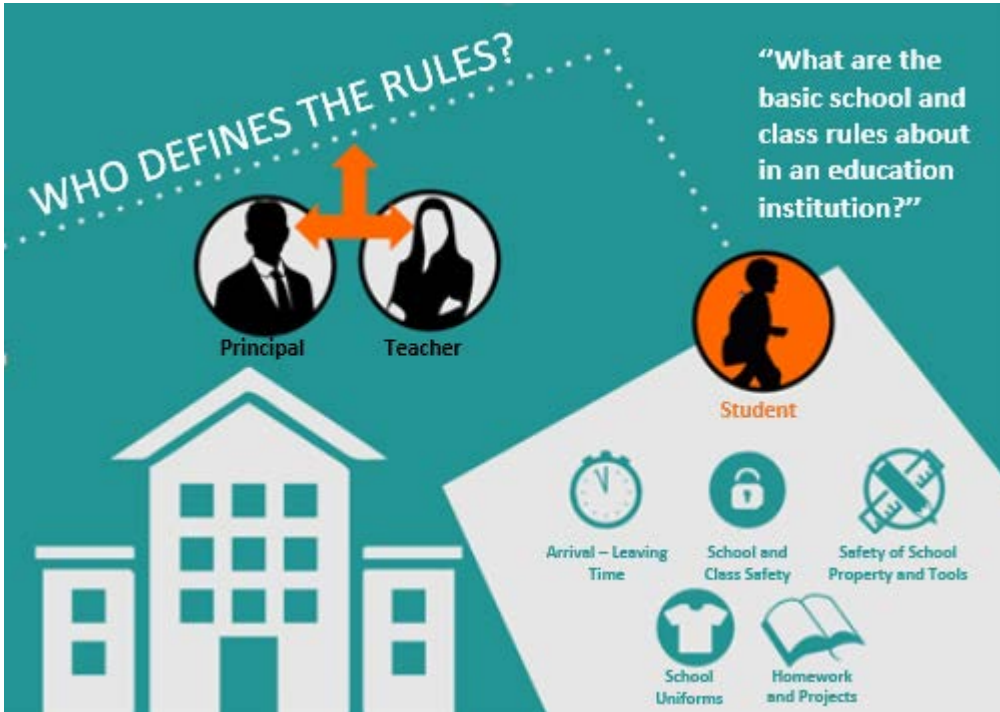 WHO DEFINES THE RULES?
‘’What are the
basic school and
class rules about
in an education
institution?’’
Principal
Teacher
Student
Arrival – Leaving
Time
School and
Class Safety
Safety of School
Property and Tools
School
Uniforms
Homework
and Projects